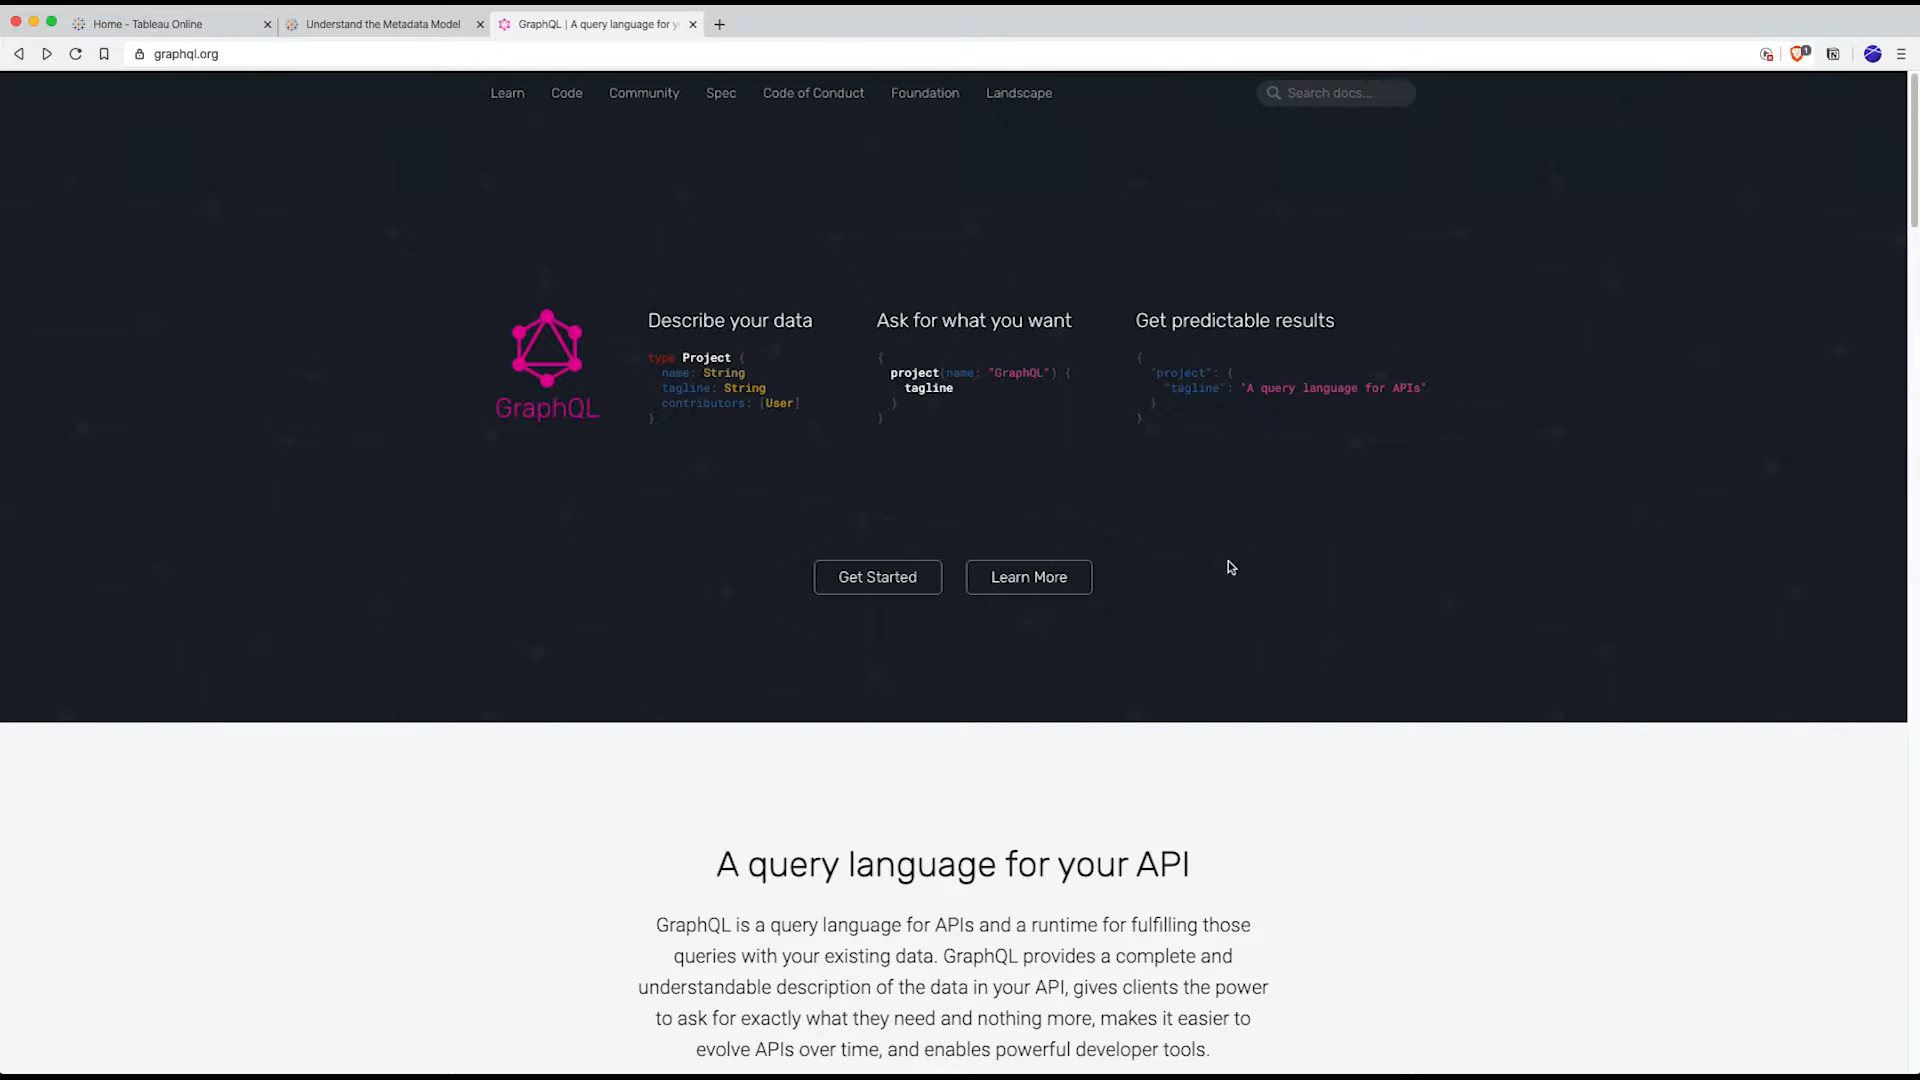 Home - Tableau Online
Understand the Metadata Model
GraphQL | A query language for y
graphql.org
1
Learn
Code
Community
Spec
Code of Conduct
Foundation
Landscape
Search docs...
GraphQL
Describe your data
type Project {
name: String
tagline: String
contributors: [User]
}
Ask for what you want
{
project(name: "GraphQL") {
tagline
}
}
Get predictable results
{
"project": {
"tagline": "A query language for APIs"
}
}
Get Started
Learn More
A query language for your API
GraphQL is a query language for APIs and a runtime for fulfilling those
queries with your existing data. GraphQL provides a complete and
understandable description of the data in your API, gives clients the power
to ask for exactly what they need and nothing more, makes it easier to
evolve APIs over time, and enables powerful developer tools.